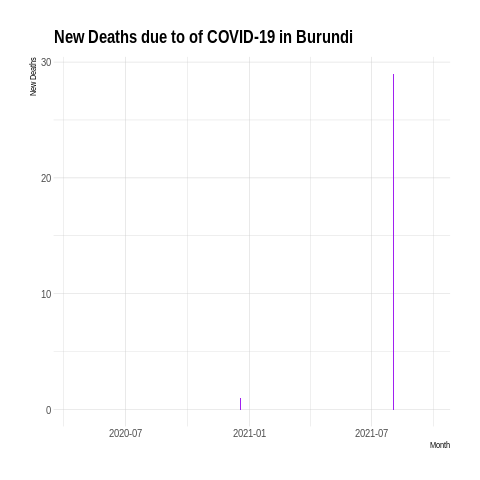 New Deaths due to of COVID-19 in Burundi
New Deaths
30
20
10
0
2020-07
2021-01
2021-07
Month